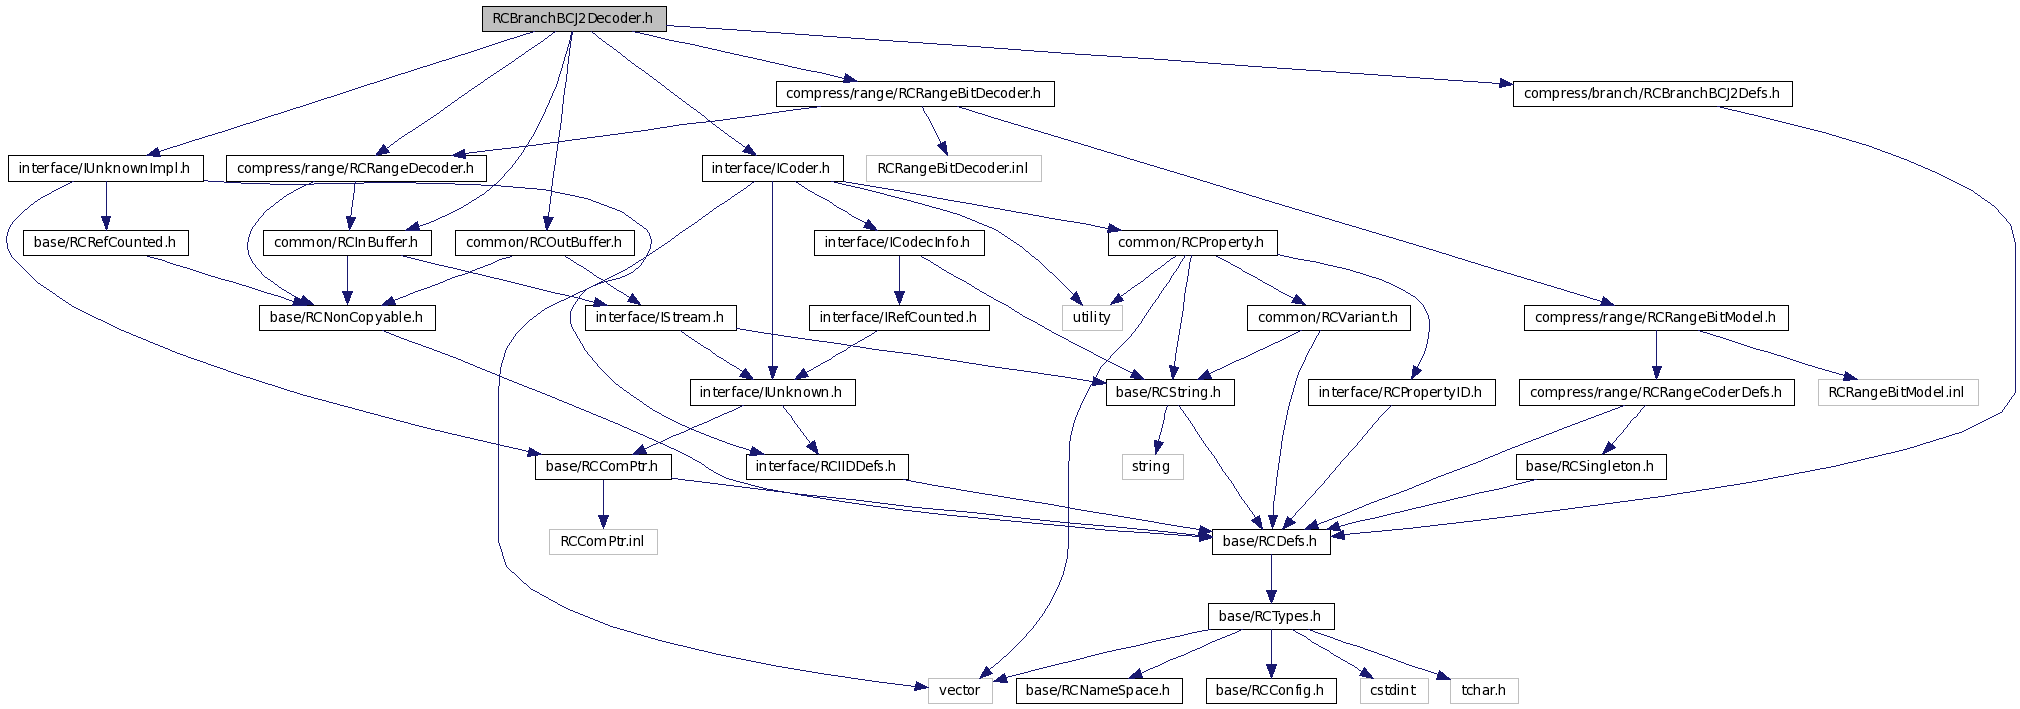 RCBranchBCJ2Decoder.h
compress/range/RCRangeBitDecoder.h
compress/branch/RCBranchBCJ2Defs.h
interface/IUnknownImpl.h
compress/range/RCRangeDecoder.h
interface/ICoder.h
RCRangeBitDecoder.inl
base/RCRefCounted.h
common/RCInBuffer.h
common/RCOutBuffer.h
interface/ICodecInfo.h
common/RCProperty.h
base/RCNonCopyable.h
interface/IStream.h
interface/IRefCounted.h
utility
common/RCVariant.h
compress/range/RCRangeBitModel.h
interface/IUnknown.h
base/RCString.h
interface/RCPropertyID.h
compress/range/RCRangeCoderDefs.h
RCRangeBitModel.inl
base/RCComPtr.h
interface/RCIIDDefs.h
string
base/RCSingleton.h
RCComPtr.inl
base/RCDefs.h
base/RCTypes.h
vector
base/RCNameSpace.h
base/RCConfig.h
cstdint
tchar.h